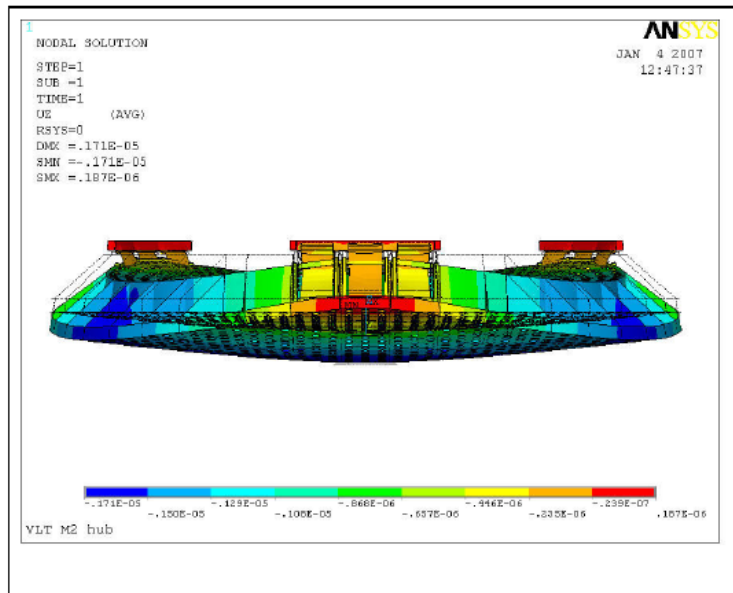 1
ANSYS
NODAL SOLUTION
JAN 4 2007
12:47:37
STEP=1
SUB =1
TIME=1
UZ (AVG)
RSYS=0
DMX =.171E-05
SMN =-.171E-05
SMX =.187E-06
-.171E-05 -.129E-05 -.868E-06 -.446E-06 -.239E-07
-.150E-05 -.108E-05 -.657E-06 -.235E-06 .187E-06
VLT M2 hub